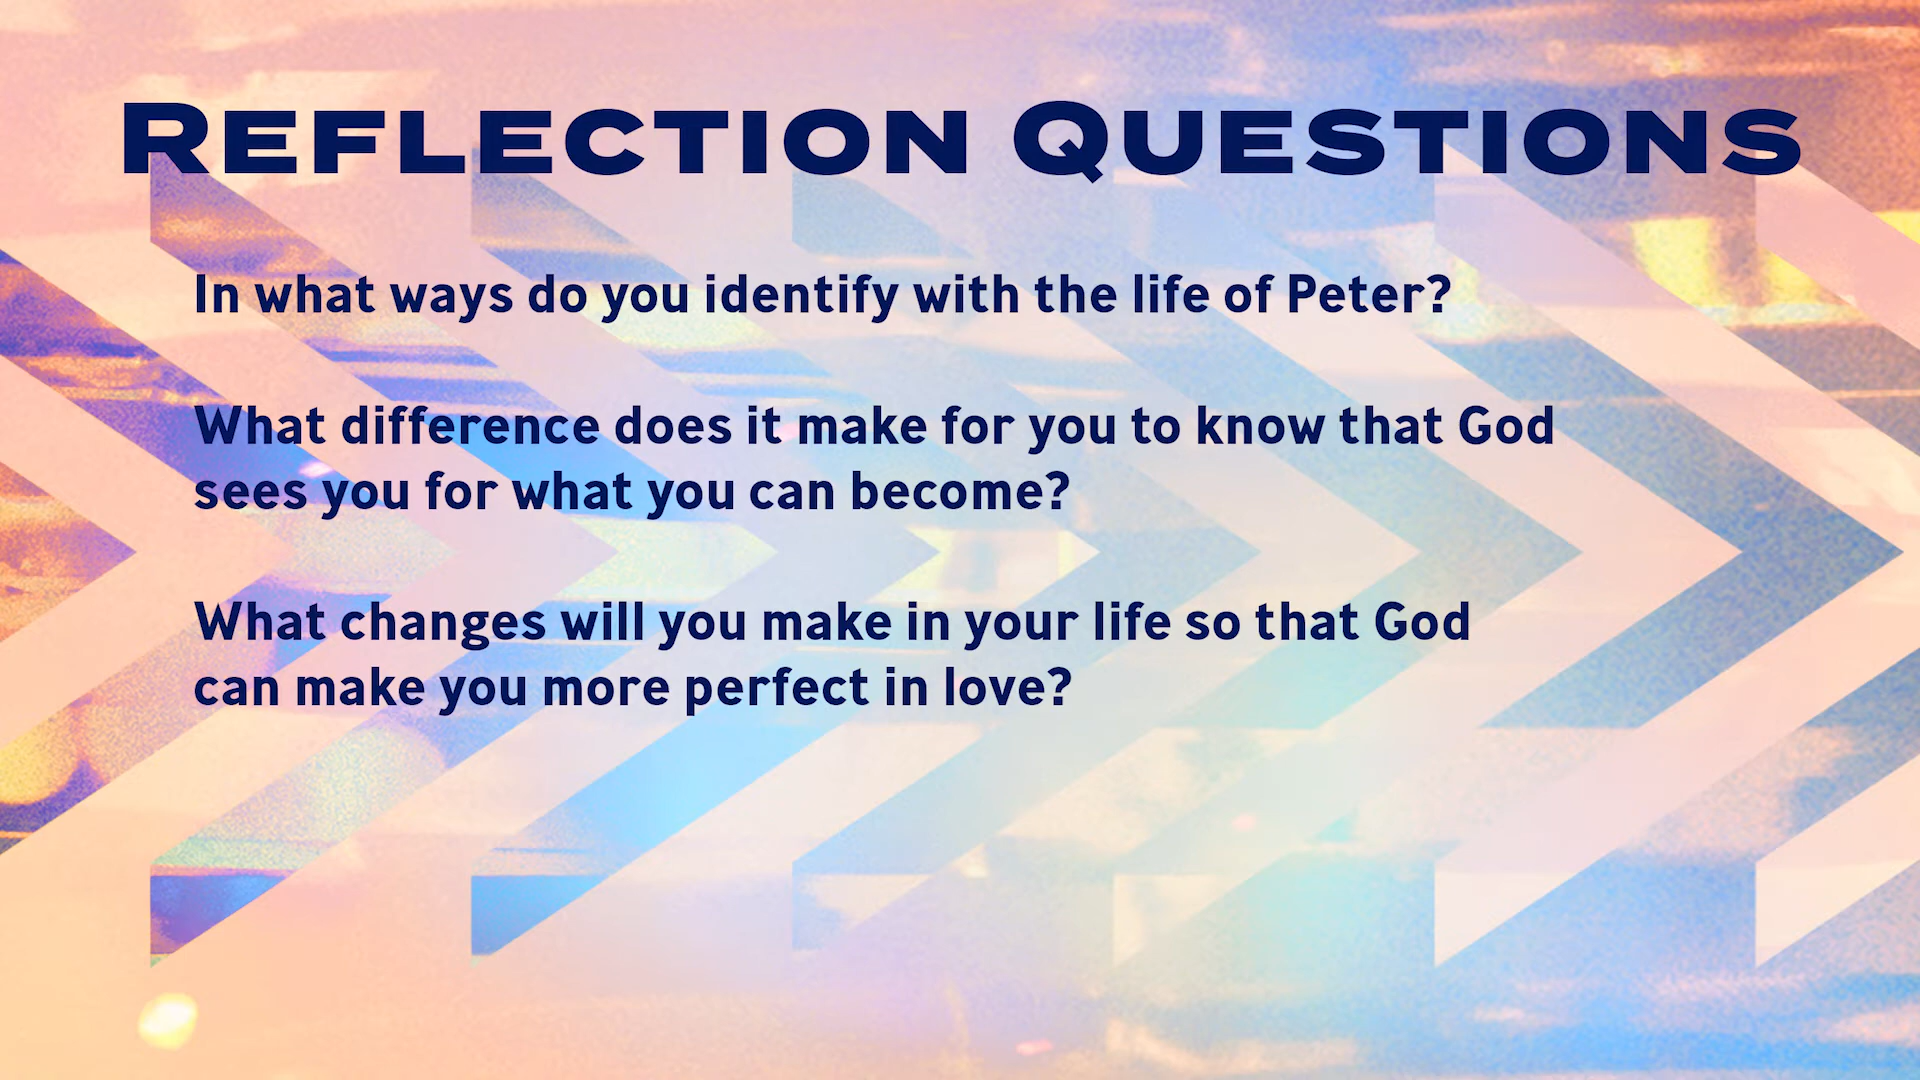 REFLECTION QUESTIONS
In what ways do you identify with the life of Peter?
What difference does it make for you to know that God
sees you for what you can become?
What changes will you make in your life so that God
can make you more perfect in love?